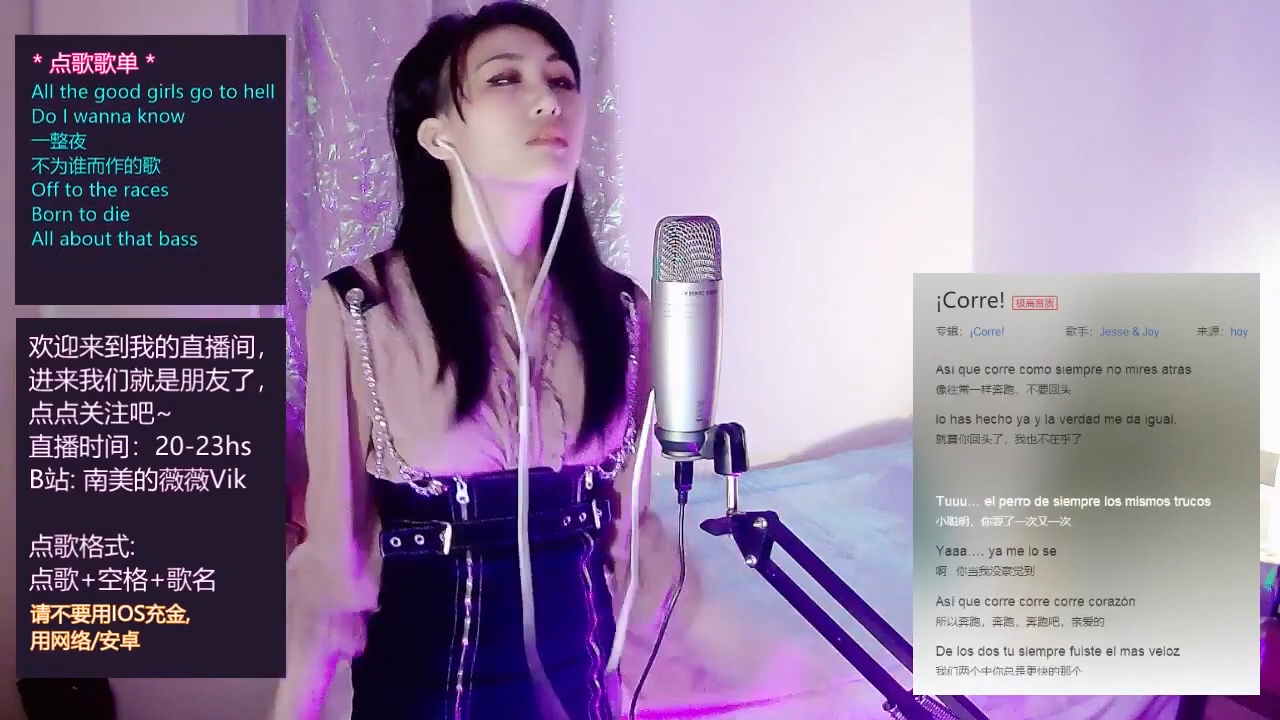 * 点歌歌单 *
All the good girls go to hell
Do I wanna know
一整夜
不为谁而作的歌
Off to the races
Born to die
All about that bass
欢迎来到我的直播间，
进来我们就是朋友了，
点点关注吧~
直播时间：20-23hs
B站: 南美的薇薇Vik
点歌格式:
点歌+空格+歌名
请不要用IOS充金,
用网络/安卓
¡Corre! 极高音质
专辑：¡Corre! 歌手：Jesse & Joy 来源：hoy
Asi que corre como siempre no mires atras
像往常一样奔跑，不要回头
lo has hecho ya y la verdad me da igual.
就算你回头了，我也不在乎了
Tuuu... el perro de siempre los mismos trucos
小聪明，你耍了一次又一次
Yaaa.... ya me lo se
啊 你当我没察觉到
Así que corre corre corre corazón
所以奔跑，奔跑，奔跑吧，亲爱的
De los dos tu siempre fuiste el mas veloz
我们两个中你总是更快的那个